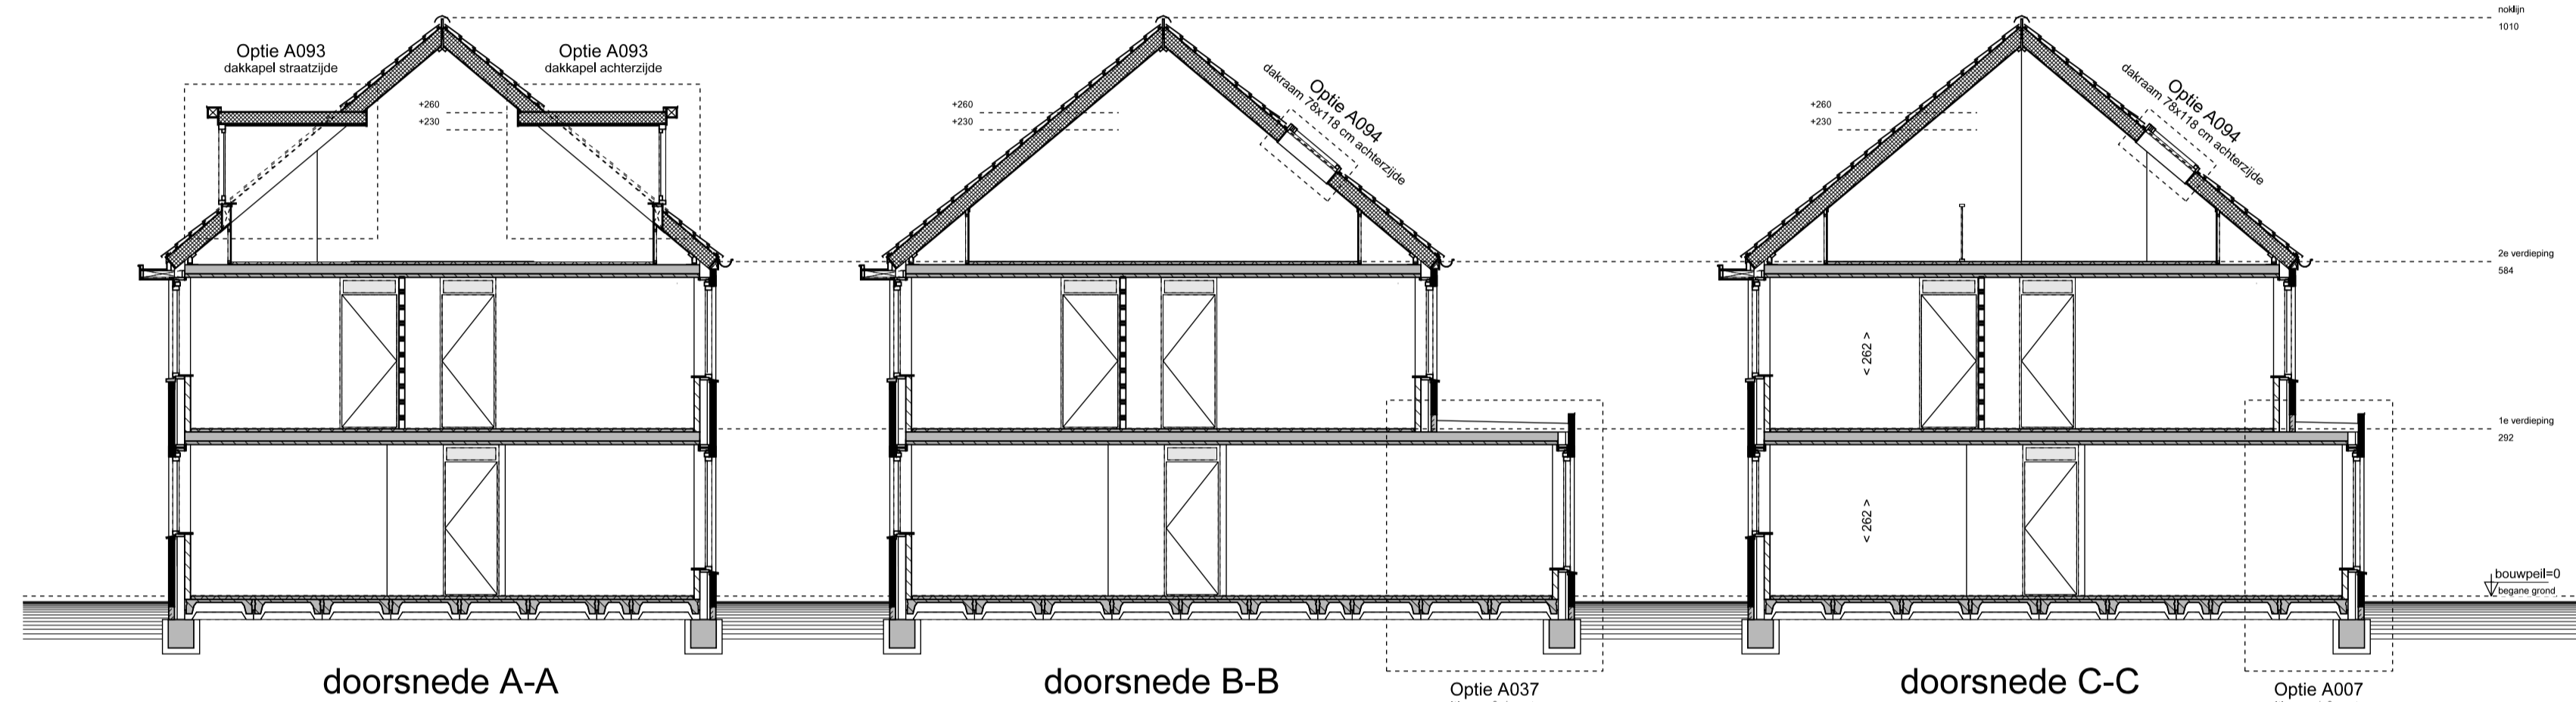 noklijn
1010
Optie A093
dakkapel straatzijde
Optie A093
dakkapel achterzijde
+260
+230
+260
+230
Optie A094
dakraam 78x118 cm achterzijde
+260
+230
Optie A094
dakraam 78x118 cm achterzijde
2e verdieping
584
< 262 >
1e verdieping
292
< 262 >
bouwpeil=0
begane grond
doorsnede A-A
doorsnede B-B
doorsnede C-C
Optie A037
Optie A007